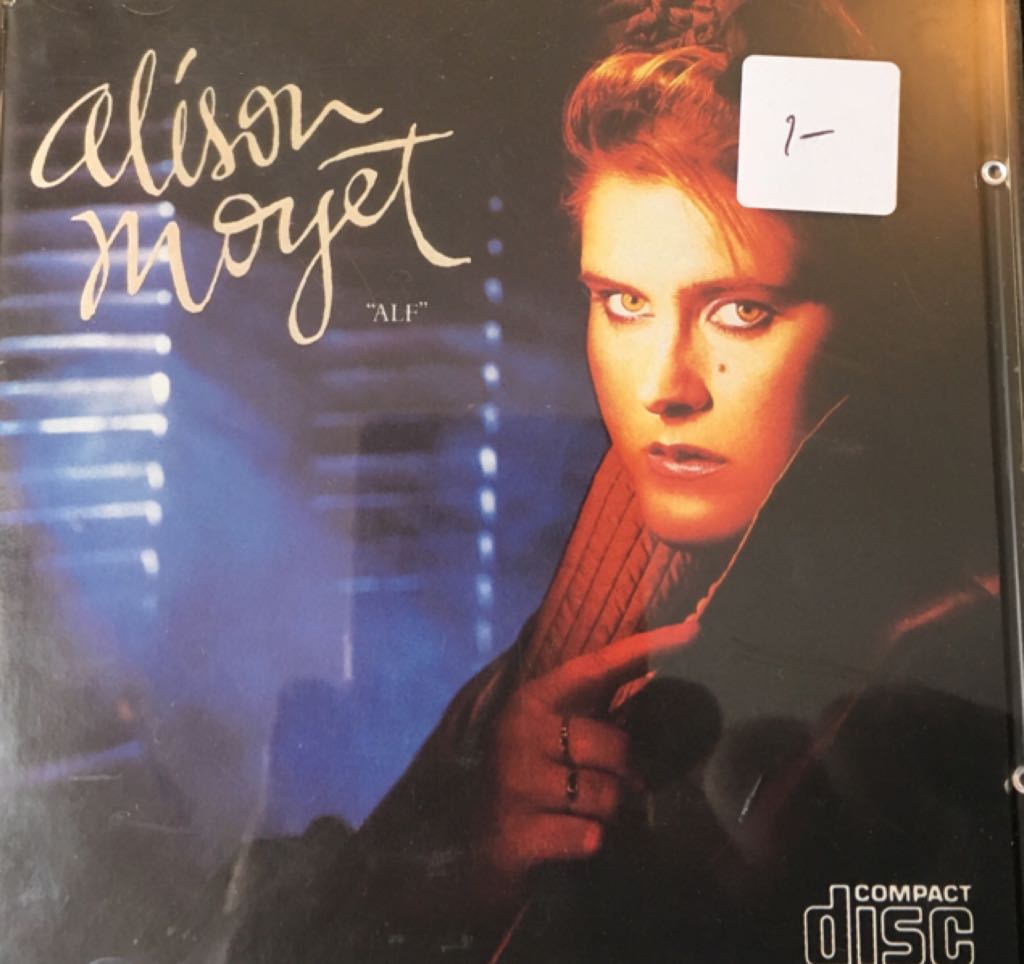 alison
moyet
"ALF"
1-
COMPACT
disc